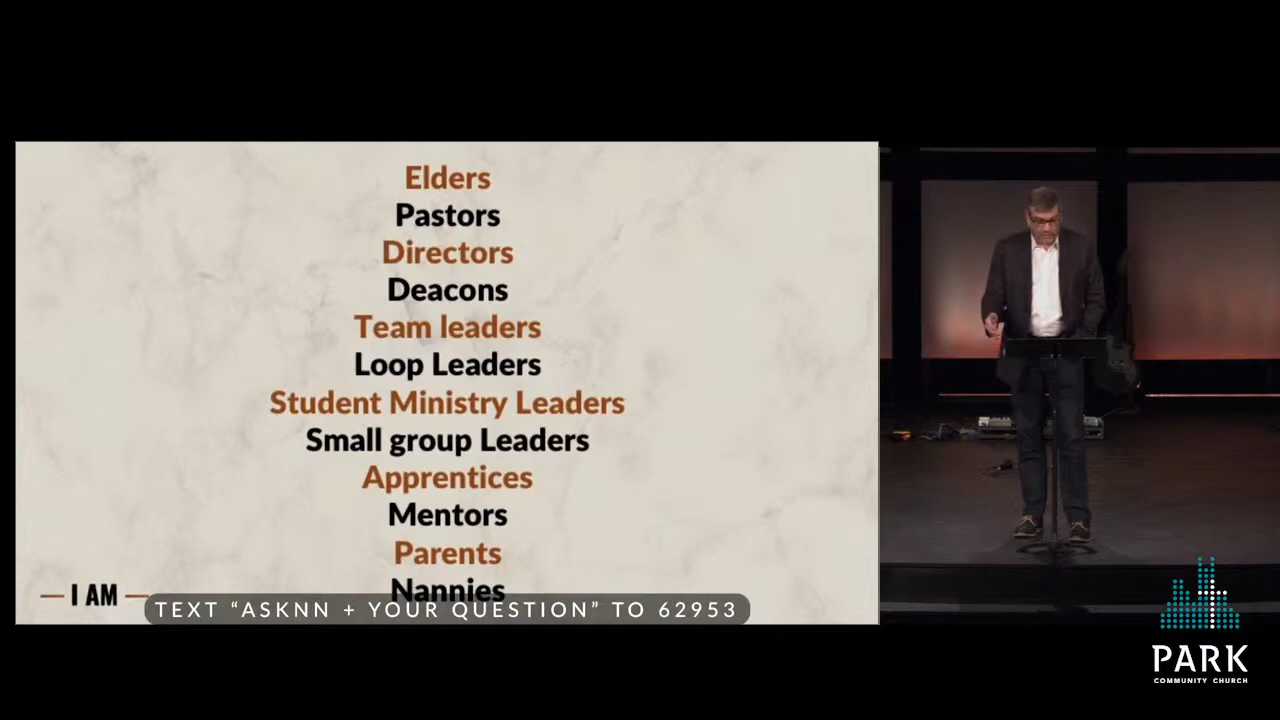 Elders
Pastors
Directors
Deacons
Team leaders
Loop Leaders
Student Ministry Leaders
Small group Leaders
Apprentices
Mentors
Parents
Nannies
I AM
TEXT “ASKNN + YOUR QUESTION” TO 62953
PARK
COMMUNITY CHURCH